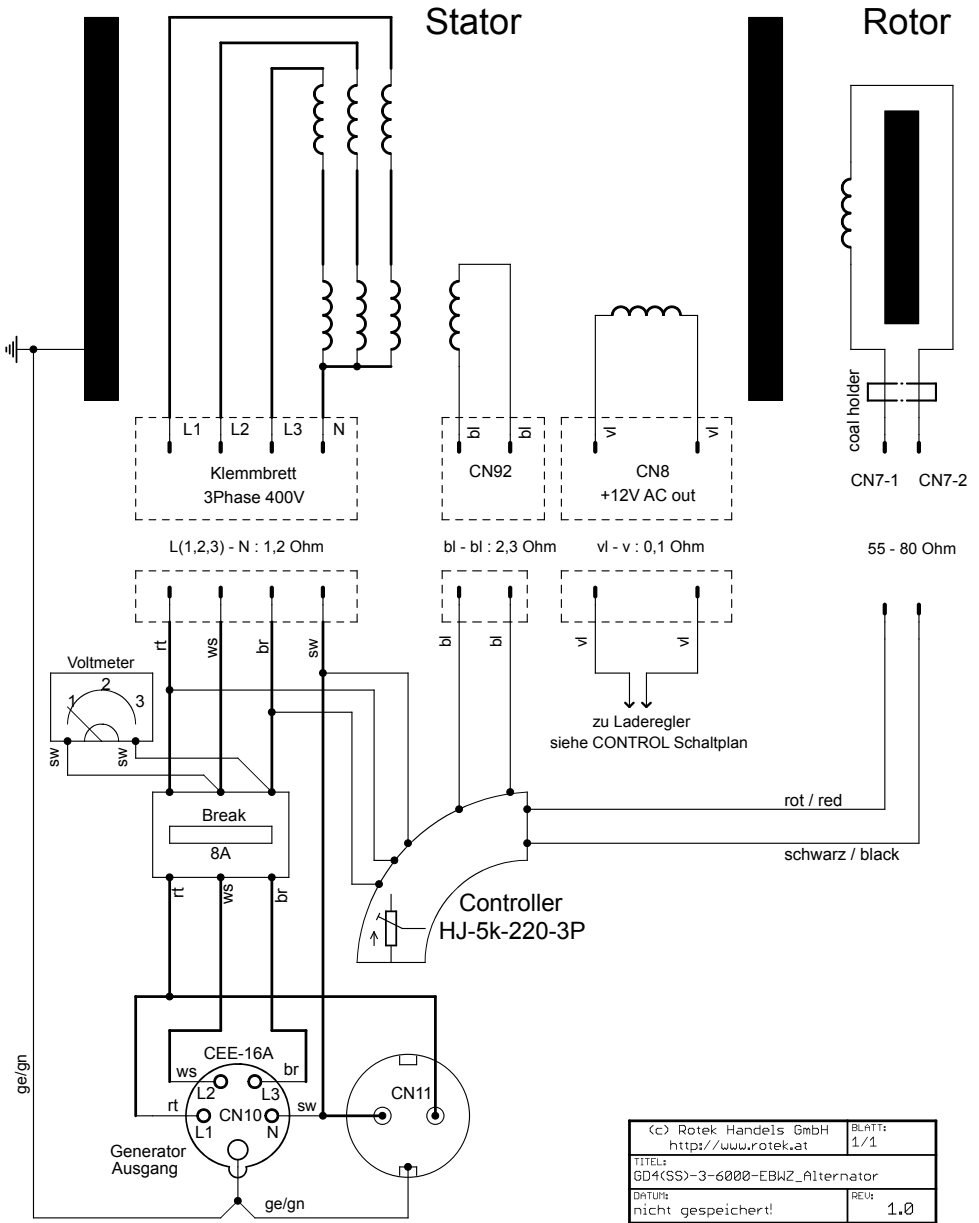 Stator
Rotor
L1 L2 L3 N
Klemmbrett
3Phase 400V
bl bl
CN92
vl vl
CN8
+12V AC out
coal holder
CN7-1 CN7-2
L(1,2,3) - N : 1,2 Ohm
bl - bl : 2,3 Ohm
vl - v : 0,1 Ohm
55 - 80 Ohm
rt ws br sw
bl bl
vl vl
Voltmeter
1 2 3
sw sw
zu Laderegler
siehe CONTROL Schaltplan
Break
8A
rt ws br
rot / red
schwarz / black
Controller
HJ-5k-220-3P
ge/gn
CEE-16A
ws br
L2 L3
rt CN10 sw
L1 N
CN11
Generator
Ausgang
ge/gn
(c) Rotek Handels GmbH
http://www.rotek.at
BLATT:
1/1
TITEL:
GD4(SS)-3-6000-EBWZ_Alternator
DATUM:
nicht gespeichert!
REV:
1.0